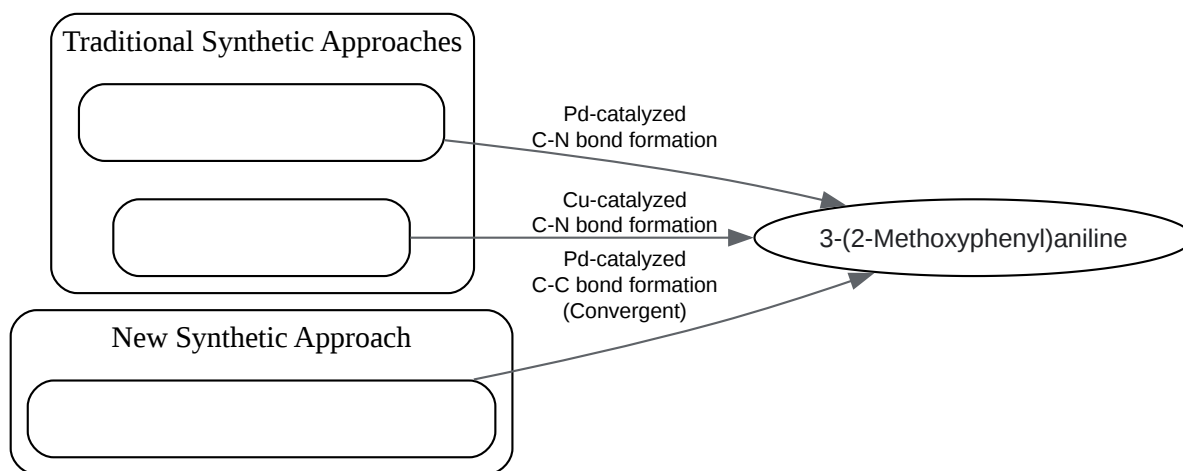 Traditional Synthetic Approaches
Pd-catalyzed
C-N bond formation
Cu-catalyzed
C-N bond formation
3-(2-Methoxyphenyl)aniline
Pd-catalyzed
C-C bond formation
(Convergent)
New Synthetic Approach